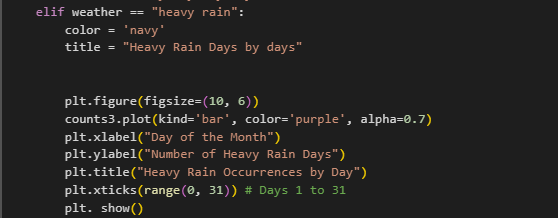 elif weather == "heavy rain":
color = 'navy'
title = "Heavy Rain Days by days"
plt.figure(figsize=(10, 6))
counts3.plot(kind='bar', color='purple', alpha=0.7)
plt.xlabel("Day of the Month")
plt.ylabel("Number of Heavy Rain Days")
plt.title("Heavy Rain Occurrences by Day")
plt.xticks(range(0, 31)) # Days 1 to 31
plt. show()